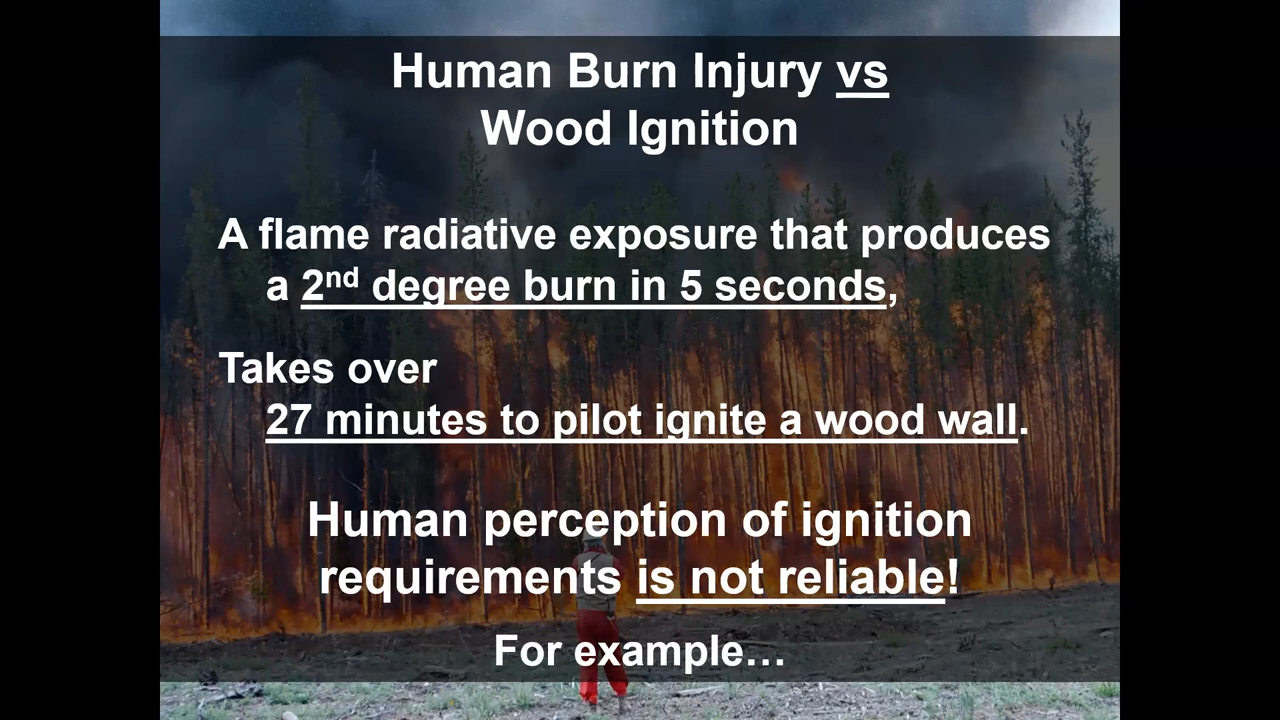 Human Burn Injury vs
Wood Ignition
A flame radiative exposure that produces
a 2nd degree burn in 5 seconds,
Takes over
27 minutes to pilot ignite a wood wall.
Human perception of ignition
requirements is not reliable!
For example…